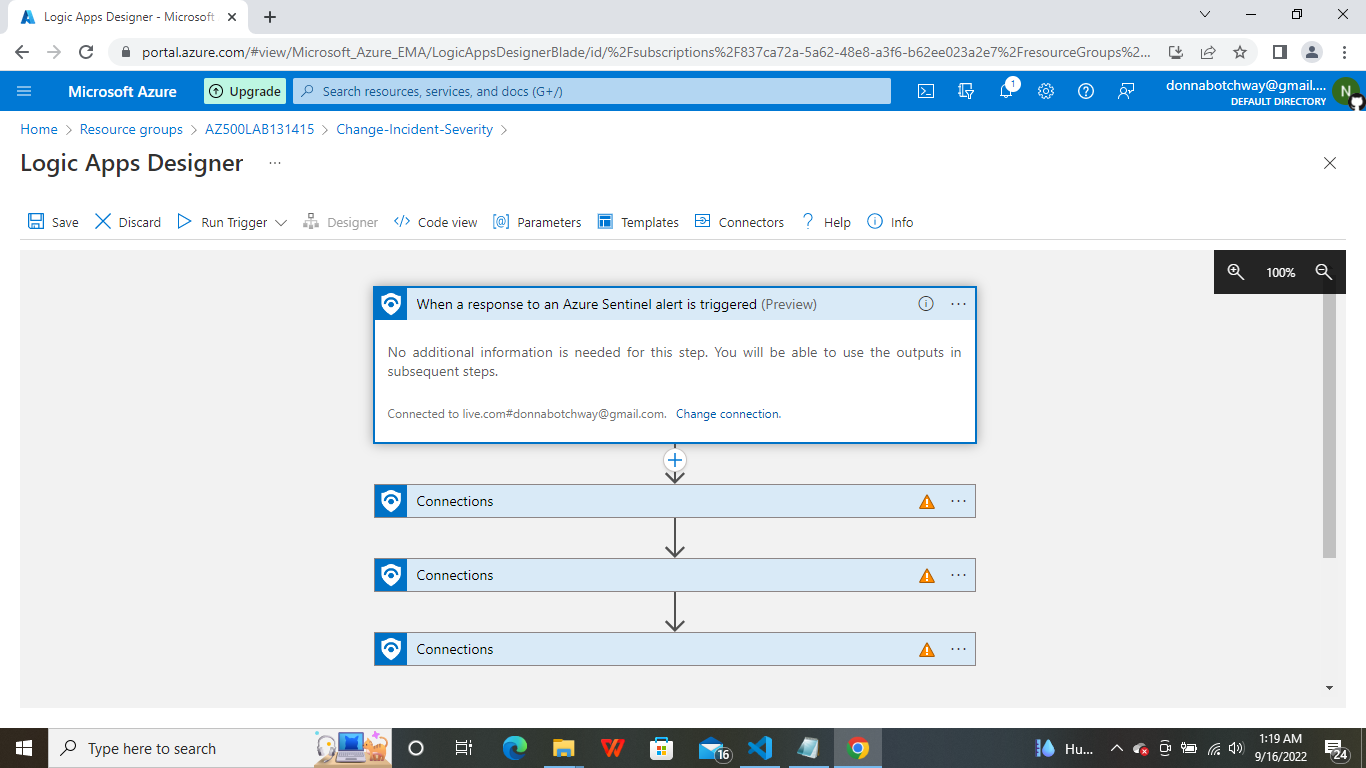 Logic Apps Designer - Microsoft
portal.azure.com/#view/Microsoft_Azure_EMA/LogicAppsDesignerBlade/id/%2Fsubscriptions%2F837ca72a-5a62-48e8-a3f6-b62ee023a2e7%2FresourceGroups%2...
Microsoft Azure
Upgrade
Search resources, services, and docs (G+/)
1
donnabotchway@gmail....
DEFAULT DIRECTORY
N
Home > Resource groups > AZ500LAB131415 > Change-Incident-Severity >
Logic Apps Designer ...
Save Discard Run Trigger Designer Code view Parameters Templates Connectors Help Info
100%
When a response to an Azure Sentinel alert is triggered (Preview)
No additional information is needed for this step. You will be able to use the outputs in
subsequent steps.
Connected to live.com#donnabotchway@gmail.com. Change connection.
Connections
Connections
Connections
Type here to search
16
Hu...
1:19 AM
9/16/2022
24